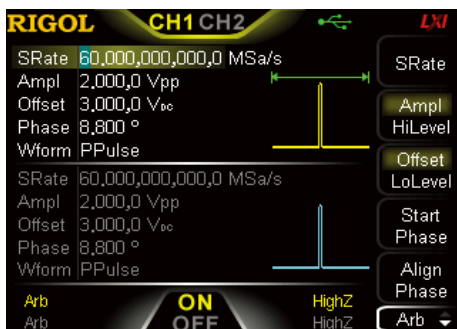 RIGOL CH1 CH2 LXI
SRate 60,000,000,000,0 MSa/s
Ampl 2,000,0 Vpp
Offset 3,000,0 VDC
Phase 8,800 °
Wform PPulse
SRate 60,000,000,000,0 MSa/s
Ampl 2,000,0 Vpp
Offset 3,000,0 VDC
Phase 8,800 °
Wform PPulse
Arb ON HighZ
Arb OFF HighZ
SRate
Ampl
HiLevel
Offset
LoLevel
Start
Phase
Align
Phase
Arb